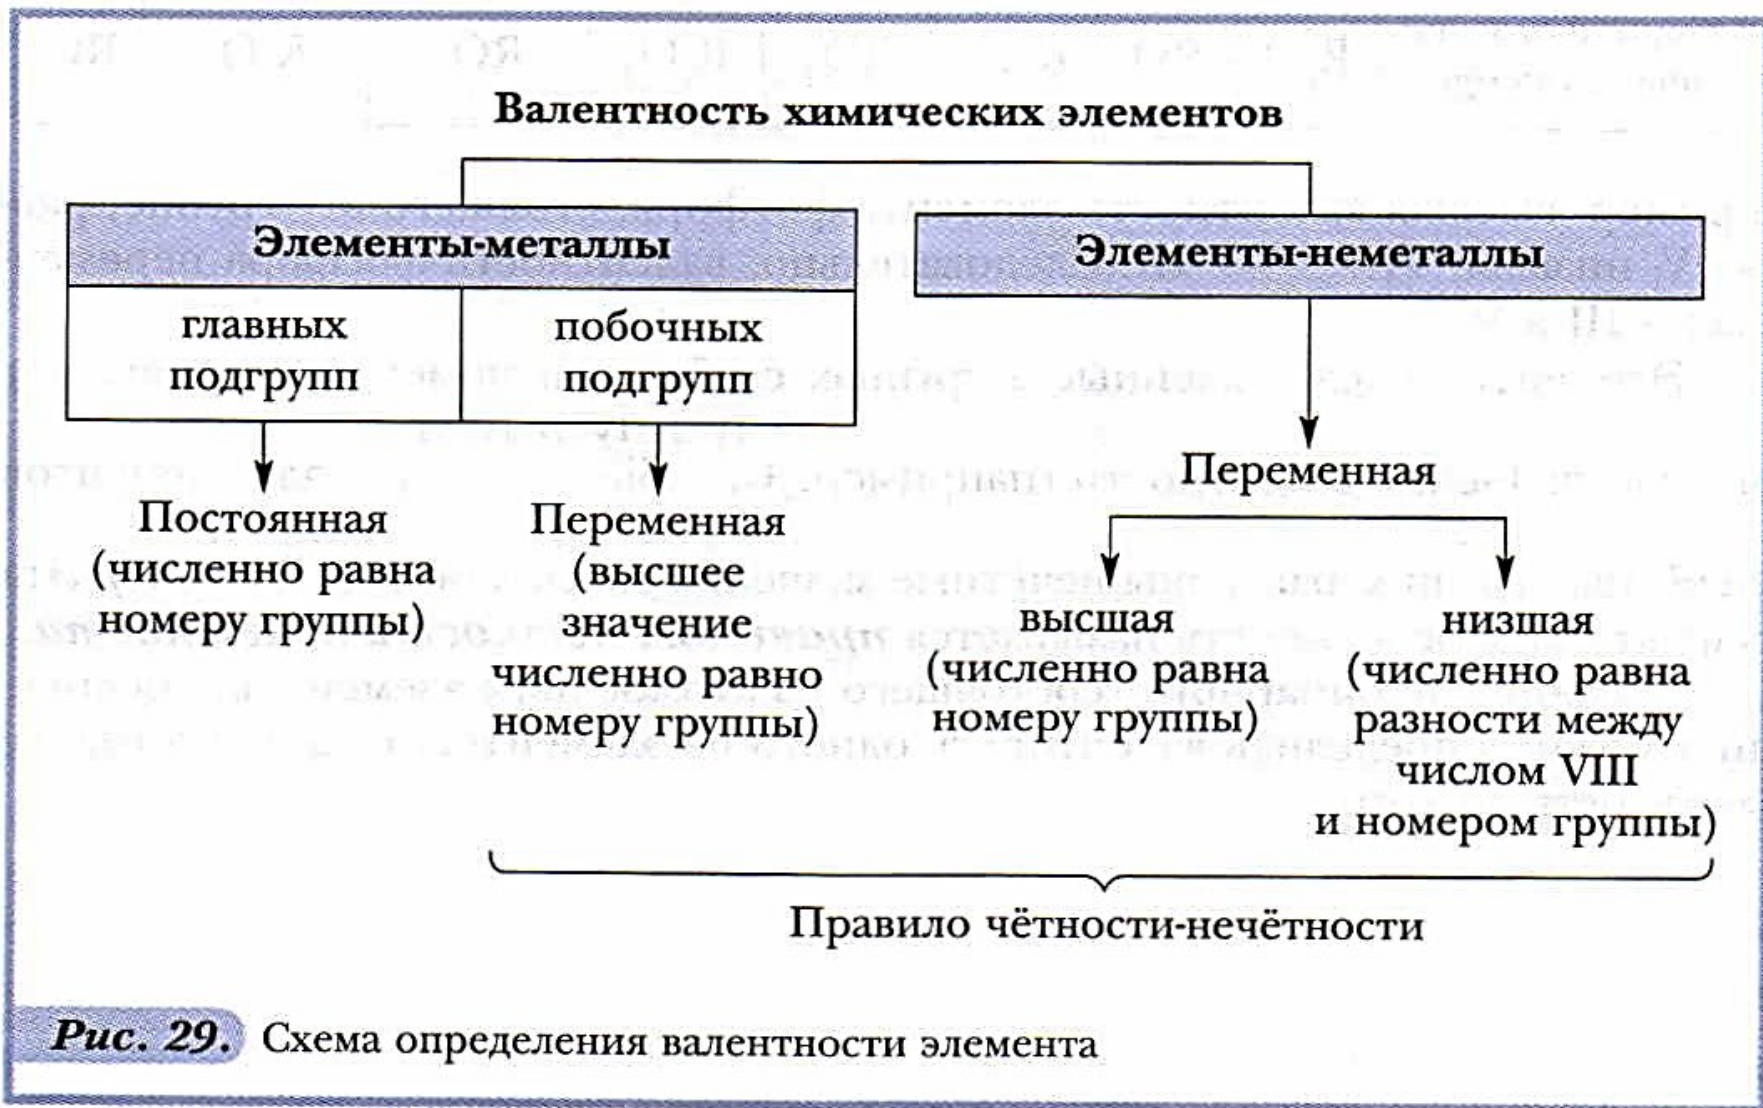 Валентность химических элементов
Элементы-металлы
главных
подгрупп
побочных
подгрупп
Постоянная
(численно равна
номеру группы)
Переменная
(высшее
значение
численно равно
номеру группы)
Элементы-неметаллы
Переменная
высшая
(численно равна
номеру группы)
низшая
(численно равна
разности между
числом VIII
и номером группы)
Правило чётности-нечётности
Рис. 29. Схема определения валентности элемента